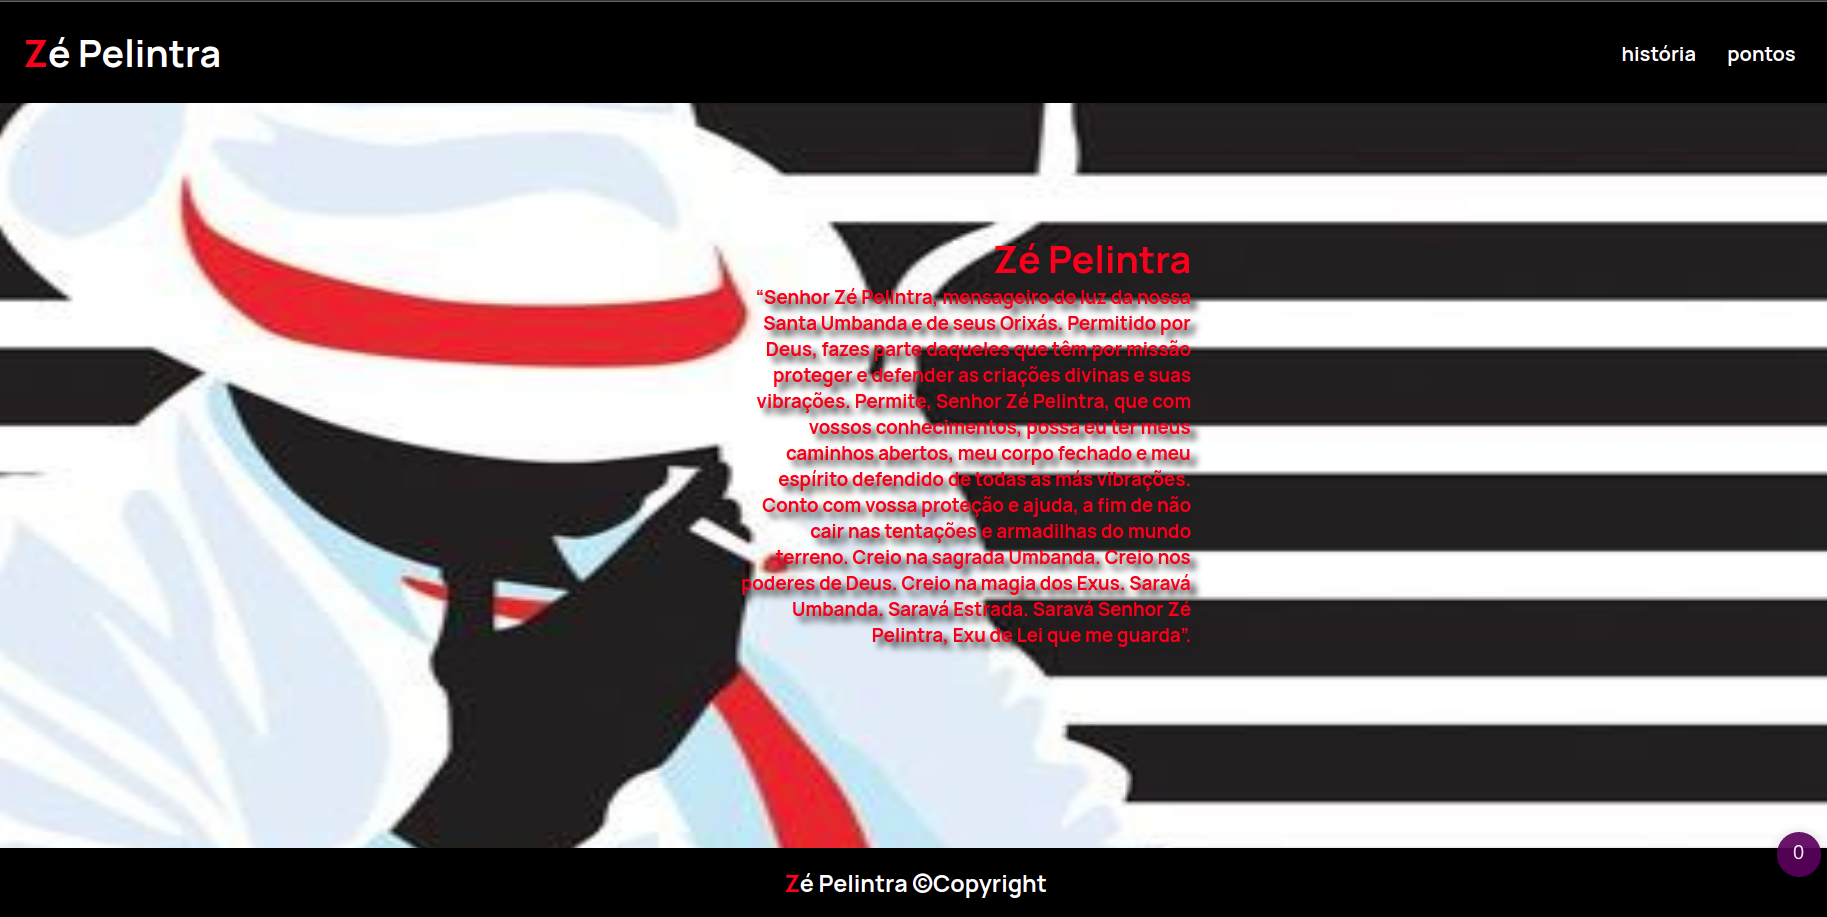 Zé Pelintra
história pontos
Zé Pelintra
“Senhor Zé Pelintra, mensageiro de luz da nossa
Santa Umbanda e de seus Orixás. Permitido por
Deus, fazes parte daqueles que têm por missão
proteger e defender as criações divinas e suas
vibrações. Permite, Senhor Zé Pelintra, que com
vossos conhecimentos, possa eu ter meus
caminhos abertos, meu corpo fechado e meu
espírito defendido de todas as más vibrações.
Conto com vossa proteção e ajuda, a fim de não
cair nas tentações e armadilhas do mundo
terreno. Creio na sagrada Umbanda. Creio nos
poderes de Deus. Creio na magia dos Exus. Saravá
Umbanda. Saravá Estrada. Saravá Senhor Zé
Pelintra, Exu de Lei que me guarda”.
0
Zé Pelintra ©Copyright